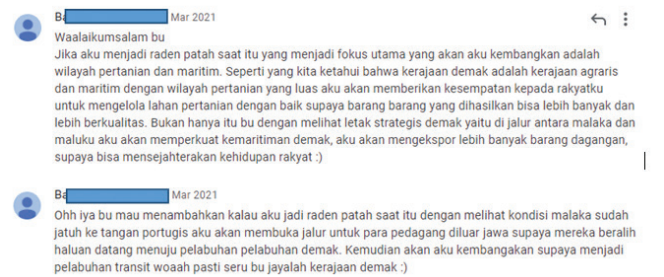 Ba Mar 2021
Waalaikumsalam bu
Jika aku menjadi raden patah saat itu yang menjadi fokus utama yang akan aku kembangkan adalah
wilayah pertanian dan maritim. Seperti yang kita ketahui bahwa kerajaan demak adalah kerajaan agraris
dan maritim dengan wilayah pertanian yang luas aku akan memberikan kesempatan kepada rakyatku
untuk mengelola lahan pertanian dengan baik supaya barang barang yang dihasilkan bisa lebih banyak dan
lebih berkualitas. Bukan hanya itu bu dengan melihat letak strategis demak yaitu di jalur antara malaka dan
maluku aku akan memperkuat kemaritiman demak, aku akan mengekspor lebih banyak barang dagangan,
supaya bisa mensejahterakan kehidupan rakyat :)
Ba Mar 2021
Ohh iya bu mau menambahkan kalau aku jadi raden patah saat itu dengan melihat kondisi malaka sudah
jatuh ke tangan portugis aku akan membuka jalur untuk para pedagang diluar jawa supaya mereka beralih
haluan datang menuju pelabuhan pelabuhan demak. Kemudian akan aku kembagakan supaya menjadi
pelabuhan transit woaah pasti seru bu jayalah kerajaan demak :)